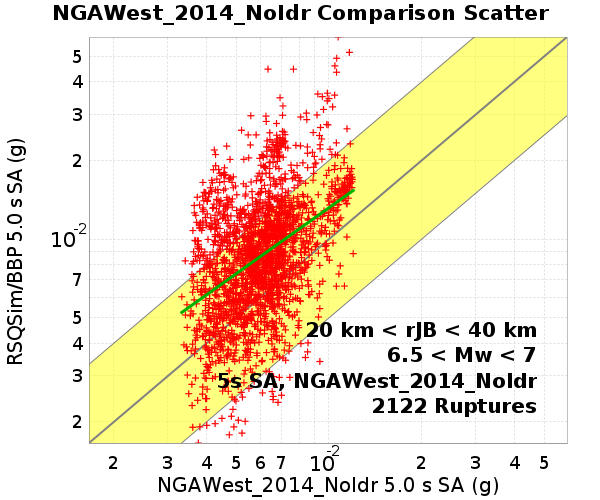 NGAWest_2014_NoIdr Comparison Scatter
RSQSim/BBP 5.0 s SA (g)
5
4
3
2
10-2
7
5
4
3
2
20 km < rJB < 40 km
6.5 < Mw < 7
5s SA, NGAWest_2014_NoIdr
2122 Ruptures
2 3 4 5 6 7 10-2 2 3 4 5
NGAWest_2014_NoIdr 5.0 s SA (g)